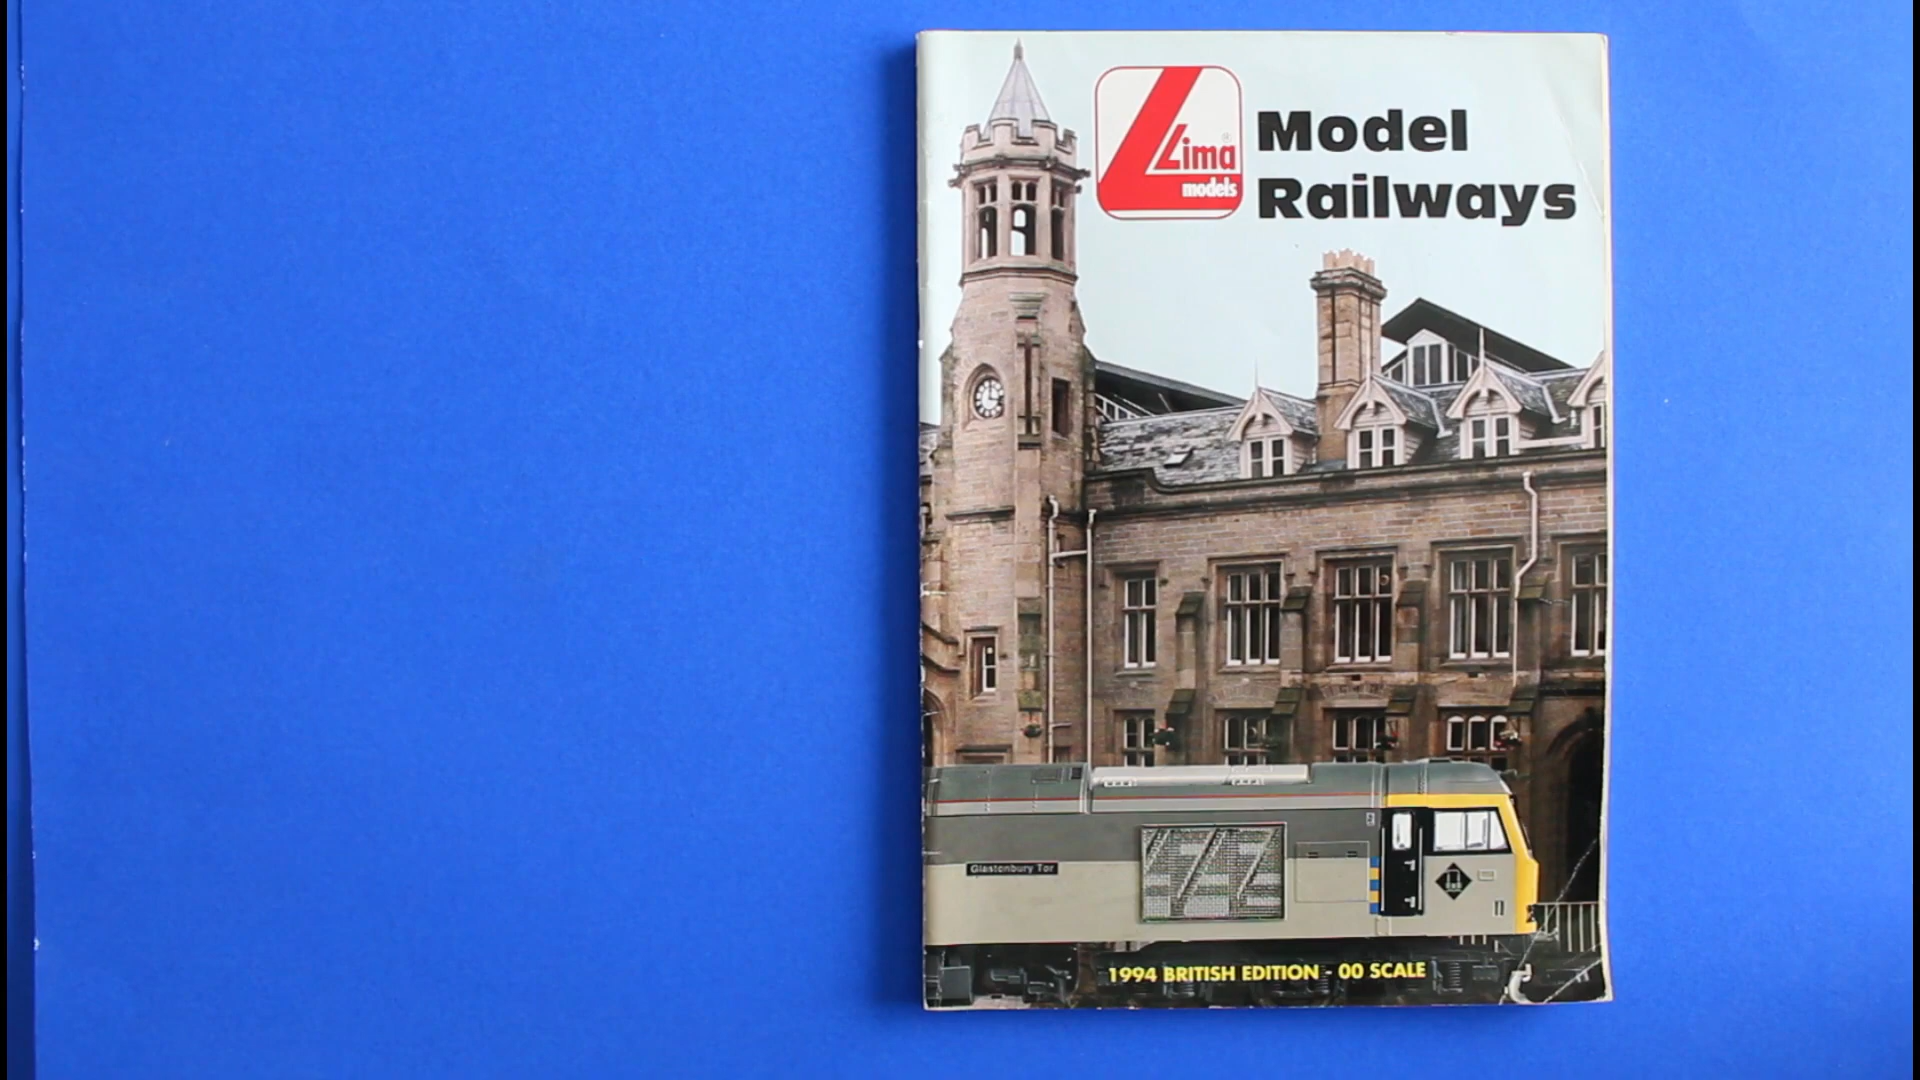 Lima
models
Model
Railways
Glastonbury Tor
1994 BRITISH EDITION - 00 SCALE